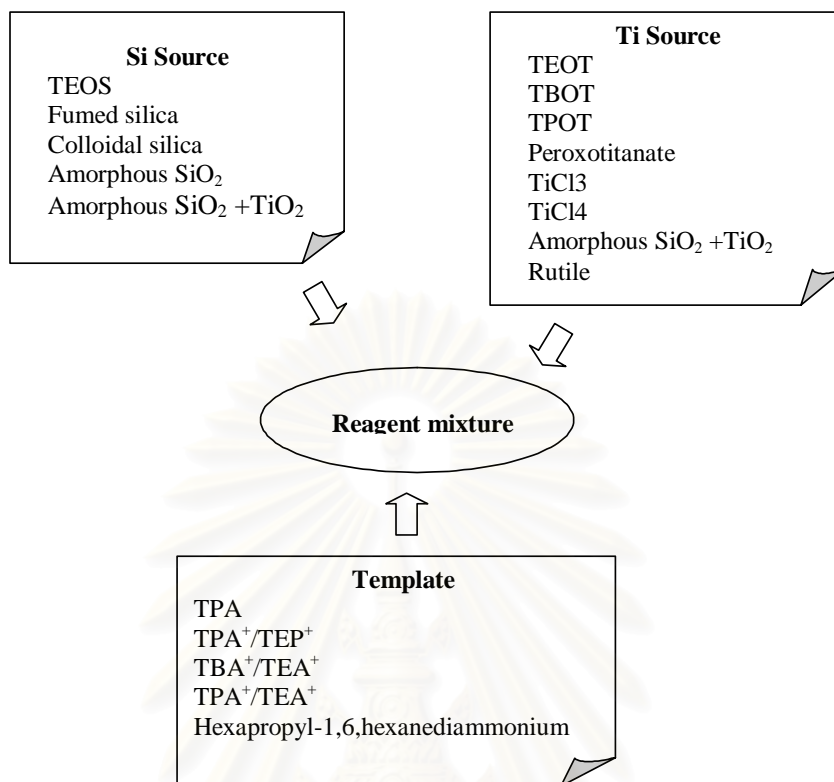 Si Source
TEOS
Fumed silica
Colloidal silica
Amorphous SiO₂
Amorphous SiO₂ +TiO₂
Ti Source
TEOT
TBOT
TPOT
Peroxotitanate
TiCl3
TiCl4
Amorphous SiO₂ +TiO₂
Rutile
Reagent mixture
Template
TPA
TPA⁺/TEP⁺
TBA⁺/TEA⁺
TPA⁺/TEA⁺
Hexapropyl-1,6,hexanediammonium